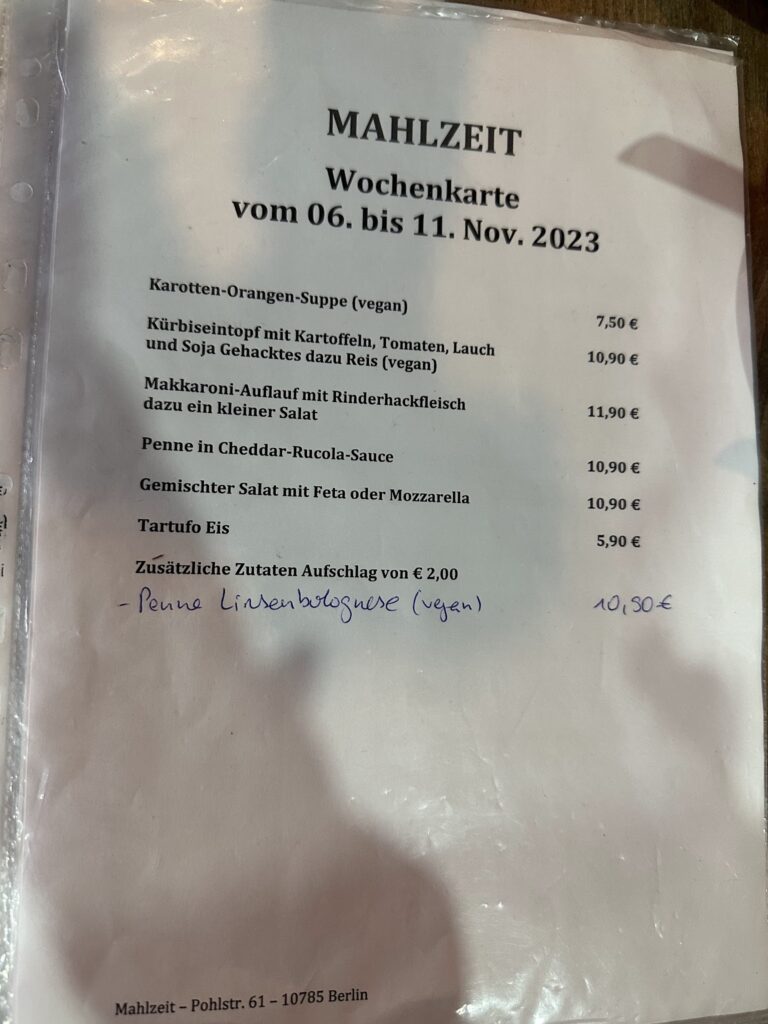 MAHLZEIT
Wochenkarte
vom 06. bis 11. Nov. 2023
Karotten-Orangen-Suppe (vegan) 7,50 €
Kürbiseintopf mit Kartoffeln, Tomaten, Lauch
und Soja Gehacktes dazu Reis (vegan) 10,90 €
Makkaroni-Auflauf mit Rinderhackfleisch
dazu ein kleiner Salat 11,90 €
Penne in Cheddar-Rucola-Sauce 10,90 €
Gemischter Salat mit Feta oder Mozzarella 10,90 €
Tartufo Eis 5,90 €
Zusätzliche Zutaten Aufschlag von € 2,00
- Penne Linsenbolognese (vegan) 10,50 €
Mahlzeit – Pohlstr. 61 – 10785 Berlin